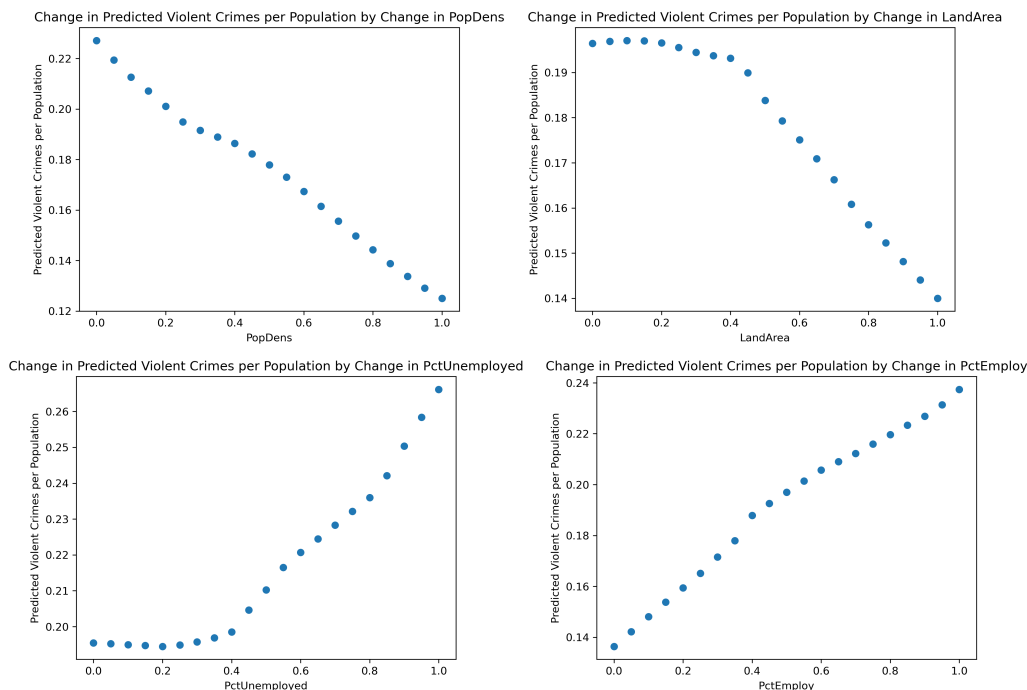 Change in Predicted Violent Crimes per Population by Change in PopDens
Predicted Violent Crimes per Population
0.22
0.20
0.18
0.16
0.14
0.12
0.0 0.2 0.4 0.6 0.8 1.0
PopDens
Change in Predicted Violent Crimes per Population by Change in LandArea
Predicted Violent Crimes per Population
0.19
0.18
0.17
0.16
0.15
0.14
0.0 0.2 0.4 0.6 0.8 1.0
LandArea
Change in Predicted Violent Crimes per Population by Change in PctUnemployed
Predicted Violent Crimes per Population
0.26
0.25
0.24
0.23
0.22
0.21
0.20
0.0 0.2 0.4 0.6 0.8 1.0
PctUnemployed
Change in Predicted Violent Crimes per Population by Change in PctEmploy
Predicted Violent Crimes per Population
0.24
0.22
0.20
0.18
0.16
0.14
0.0 0.2 0.4 0.6 0.8 1.0
PctEmploy